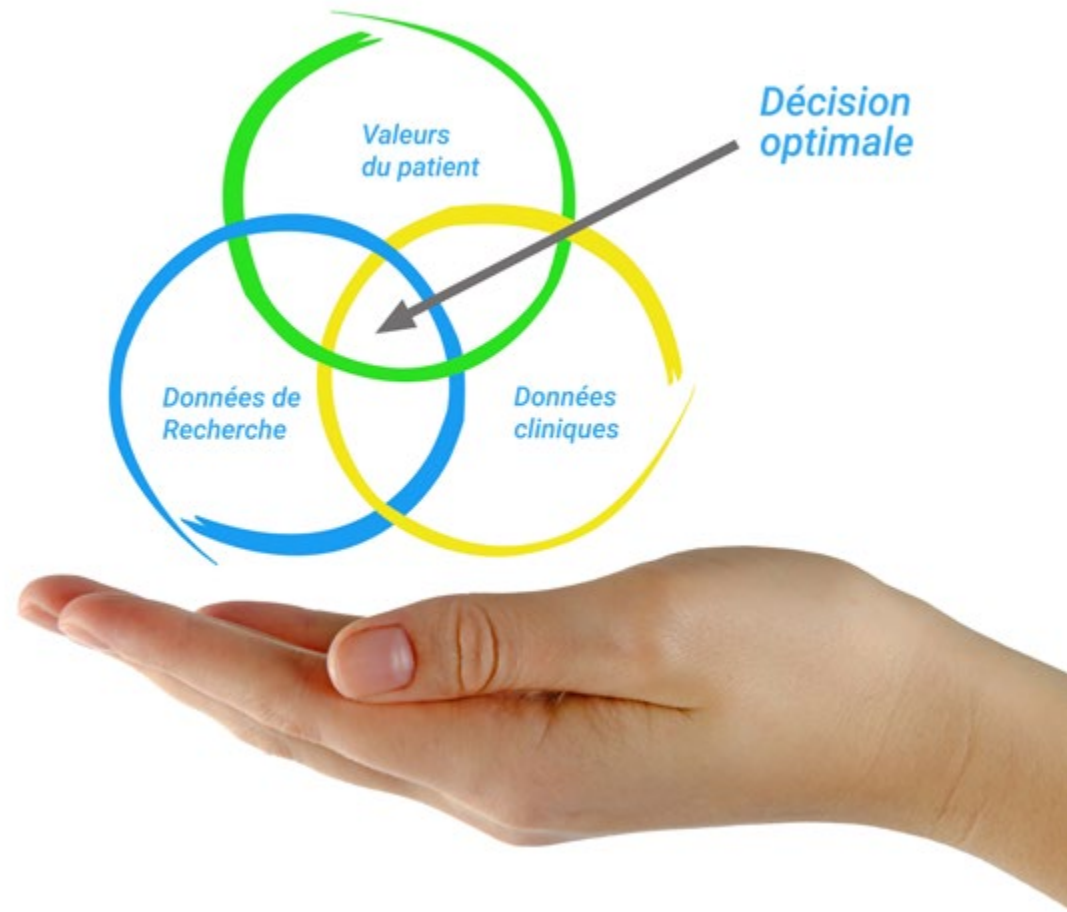 Valeurs
du patient
Décision
optimale
Données de
Recherche
Données
cliniques